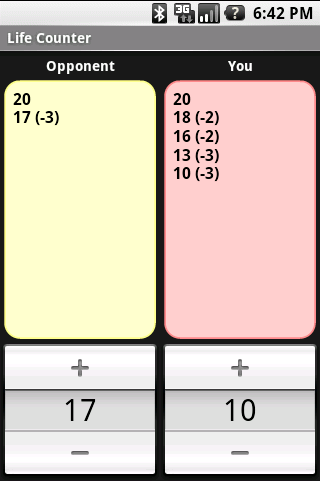 3G
?
6:42 PM
Life Counter
Opponent
You
20
17 (-3)
20
18 (-2)
16 (-2)
13 (-3)
10 (-3)
+
+
17
10
−
−